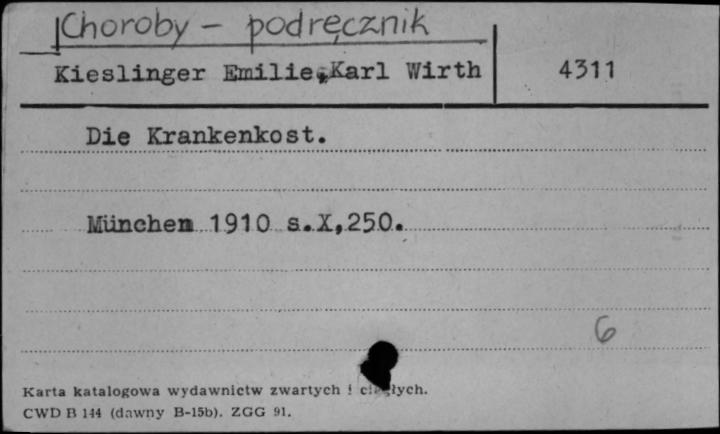 Choroby - podręcznik
Kieslinger Emilie, Karl Wirth
4311
Die Krankenkost.
München 1910 s.X,250.
6
Karta katalogowa wydawnictw zwartych i ciągłych.
CWD B 144 (dawny B-15b). ZGG 91.